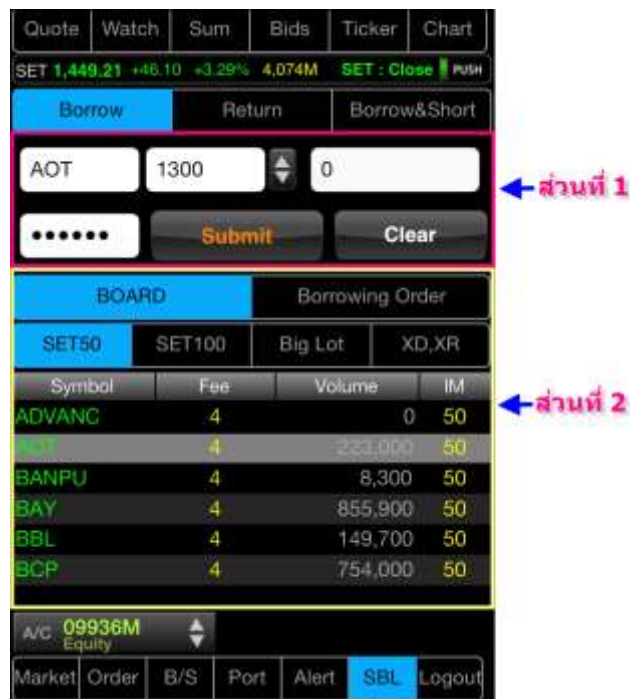 Quote Watch Sum Bids Ticker Chart
SET 1,449.21 +46.10 +3.29% 4,074M SET : Close PUSH
Borrow Return Borrow&Short
AOT 1300 0
ส่วนที่ 1
•••••• Submit Clear
BOARD Borrowing Order
SET50 SET100 Big Lot XD,XR
Symbol Fee Volume IM
ส่วนที่ 2
ADVANC 4 0 50
AOT 4 223,000 50
BANPU 4 8,300 50
BAY 4 855,900 50
BBL 4 149,700 50
BCP 4 754,000 50
A/C 09936M
Equity
Market Order B/S Port Alert SBL Logout